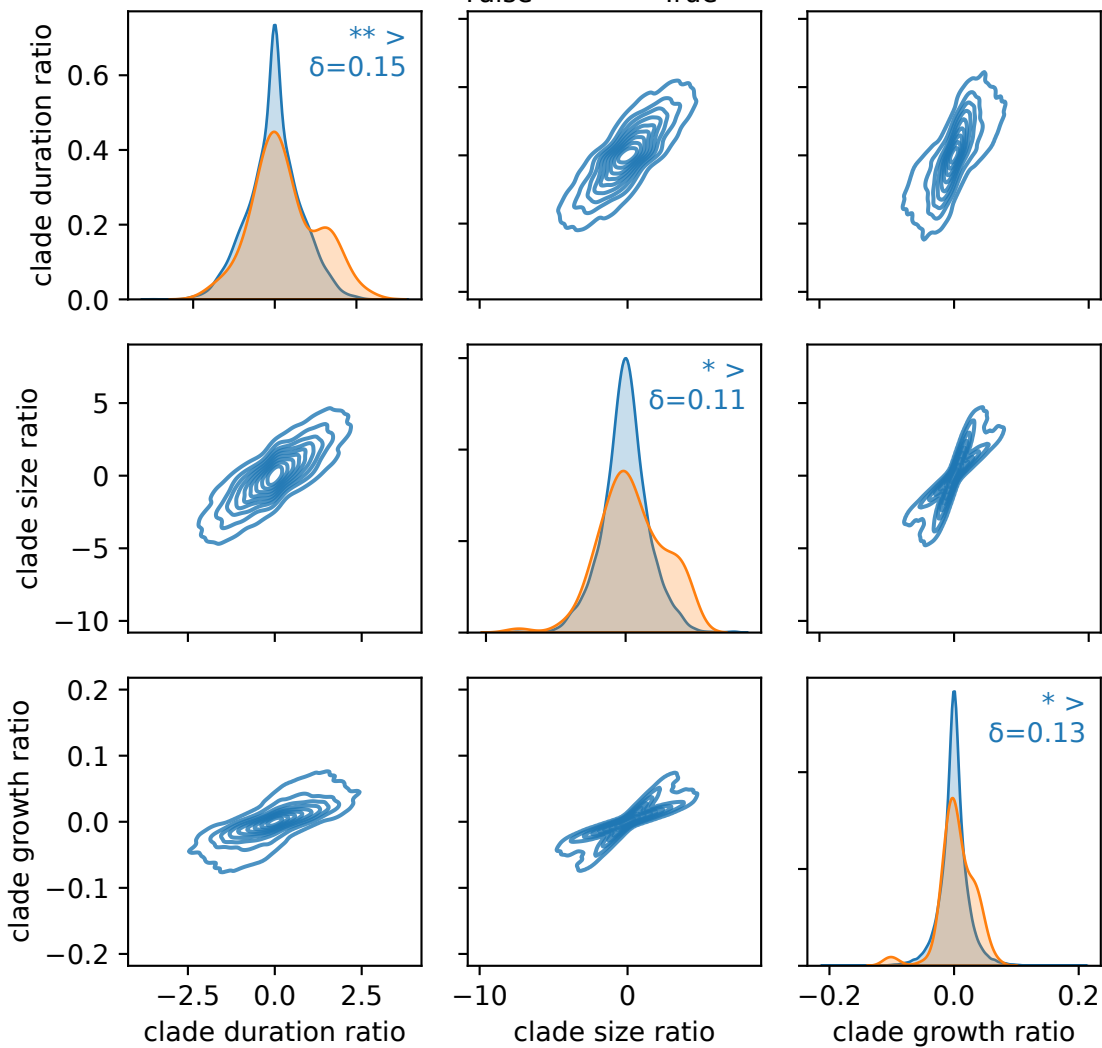 False True
clade duration ratio
0.6
0.4
0.2
0.0
** >
δ=0.15
clade size ratio
5
0
−5
−10
* >
δ=0.11
clade growth ratio
0.2
0.1
0.0
−0.1
−0.2
* >
δ=0.13
−2.5 0.0 2.5
−10 0
−0.2 0.0 0.2
clade duration ratio
clade size ratio
clade growth ratio